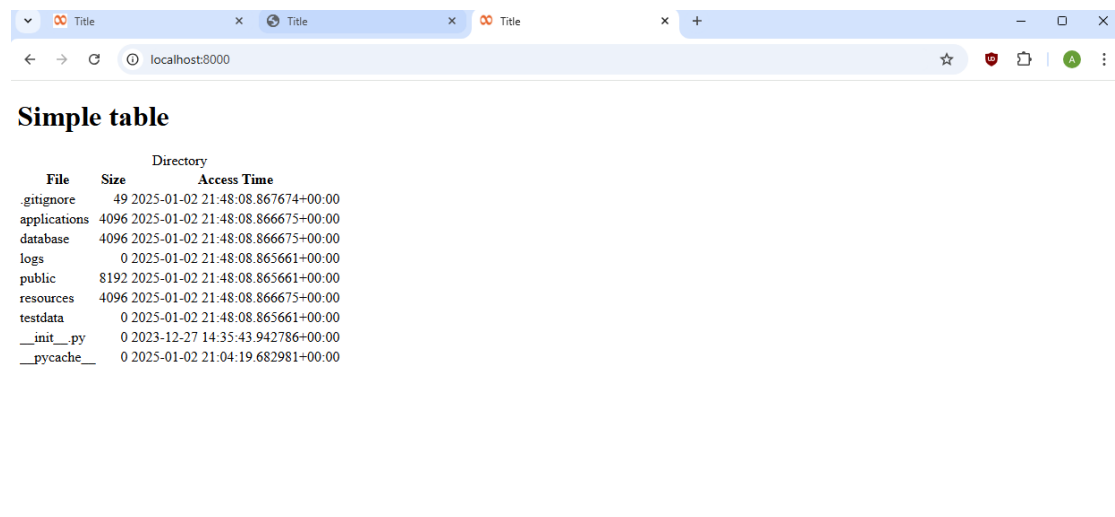 Title
Title
Title
localhost:8000
A
Simple table
Directory
File Size Access Time
.gitignore 49 2025-01-02 21:48:08.867674+00:00
applications 4096 2025-01-02 21:48:08.866675+00:00
database 4096 2025-01-02 21:48:08.866675+00:00
logs 0 2025-01-02 21:48:08.865661+00:00
public 8192 2025-01-02 21:48:08.865661+00:00
resources 4096 2025-01-02 21:48:08.866675+00:00
testdata 0 2025-01-02 21:48:08.865661+00:00
__init__.py 0 2023-12-27 14:35:43.942786+00:00
__pycache__ 0 2025-01-02 21:04:19.682981+00:00